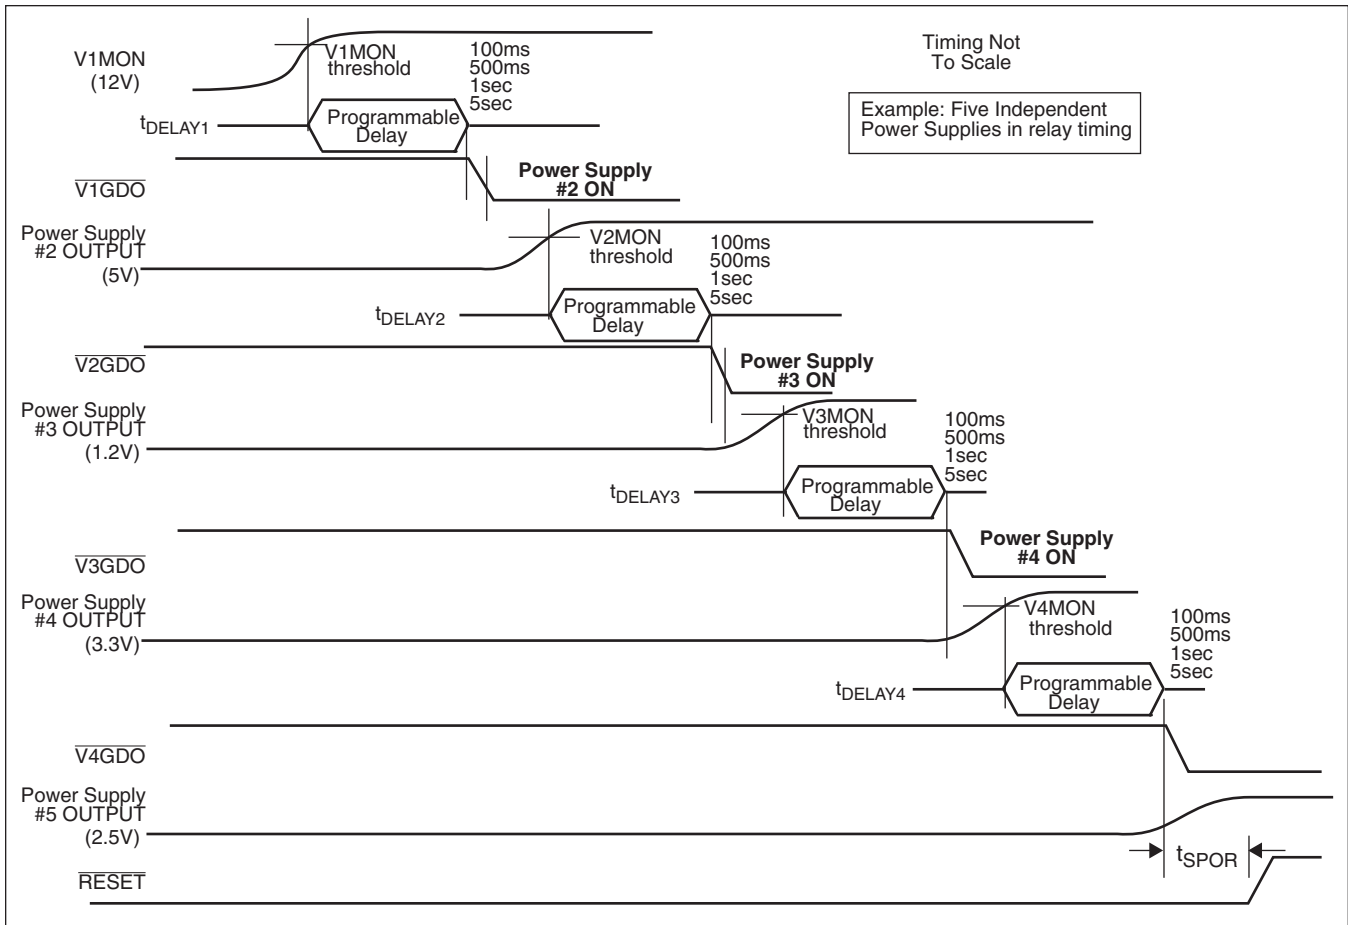 V1MON
(12V)
V1MON
threshold
100ms
500ms
1sec
5sec
Timing Not
To Scale
Example: Five Independent
Power Supplies in relay timing
tDELAY1
Programmable
Delay
V1GDO
Power Supply
#2 ON
Power Supply
#2 OUTPUT
(5V)
V2MON
threshold
100ms
500ms
1sec
5sec
tDELAY2
Programmable
Delay
V2GDO
Power Supply
#3 ON
Power Supply
#3 OUTPUT
(1.2V)
V3MON
threshold
100ms
500ms
1sec
5sec
tDELAY3
Programmable
Delay
V3GDO
Power Supply
#4 ON
Power Supply
#4 OUTPUT
(3.3V)
V4MON
threshold
100ms
500ms
1sec
5sec
tDELAY4
Programmable
Delay
V4GDO
Power Supply
#5 OUTPUT
(2.5V)
tSPOR
RESET